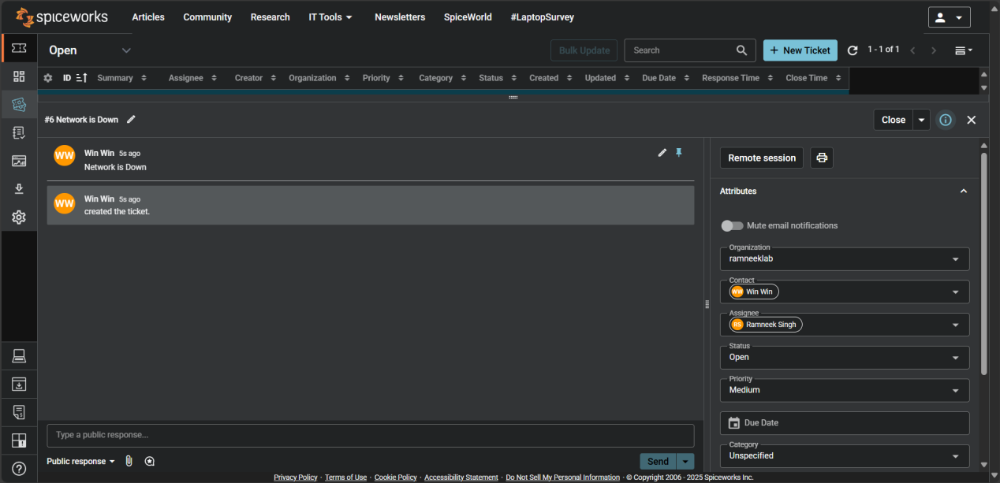 spiceworks Articles Community Research IT Tools Newsletters SpiceWorld #LaptopSurvey
Open Bulk Update Search + New Ticket 1 - 1 of 1
ID Summary Assignee Creator Organization Priority Category Status Created Updated Due Date Response Time Close Time
#6 Network is Down Close
WW Win Win 5s ago
Network is Down
WW Win Win 5s ago
created the ticket.
Remote session
Attributes
Mute email notifications
Organization
ramneeklab
Contact
WW Win Win
Assignee
RS Ramneek Singh
Status
Open
Priority
Medium
Due Date
Category
Unspecified
Type a public response...
Public response Send
Privacy Policy · Terms of Use · Cookie Policy · Accessibility Statement · Do Not Sell My Personal Information · © Copyright 2006 - 2025 Spiceworks Inc.